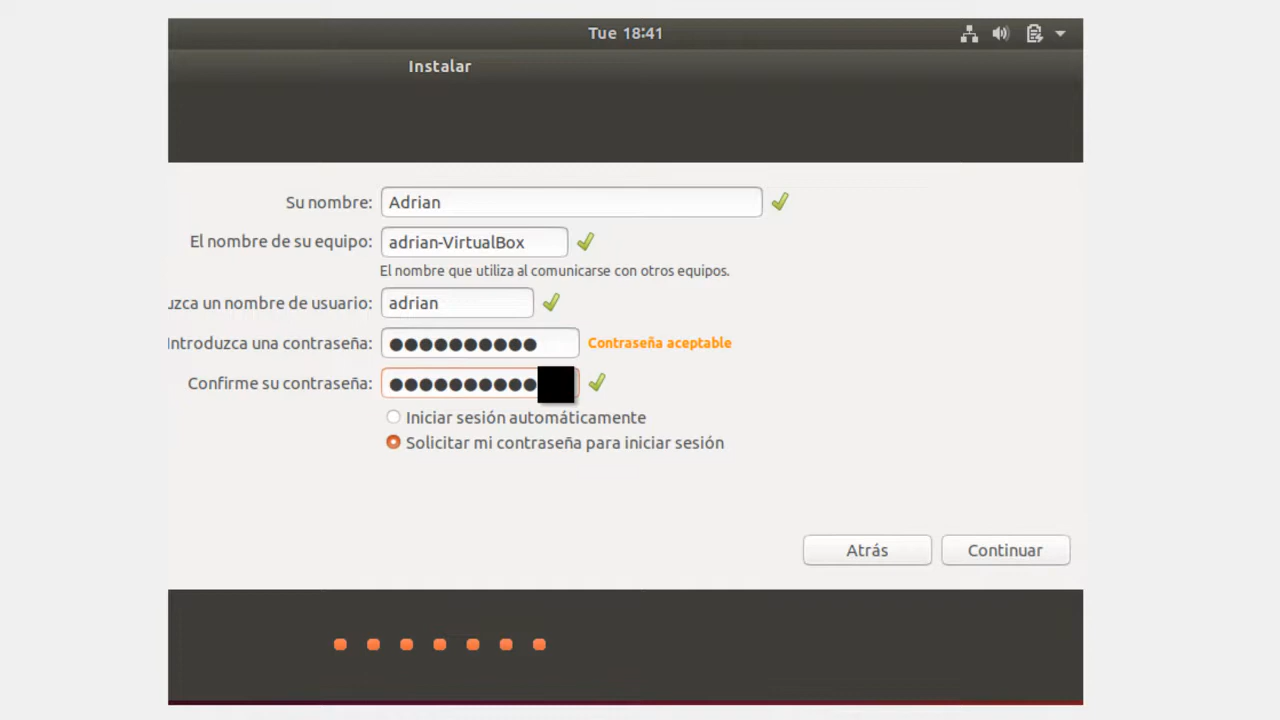 Tue 18:41
Instalar
Su nombre: Adrian
El nombre de su equipo: adrian-VirtualBox
El nombre que utiliza al comunicarse con otros equipos.
uzca un nombre de usuario: adrian
Introduzca una contraseña: ●●●●●●●●●● Contraseña aceptable
Confirme su contraseña: ●●●●●●●●●●
Iniciar sesión automáticamente
Solicitar mi contraseña para iniciar sesión
Atrás Continuar